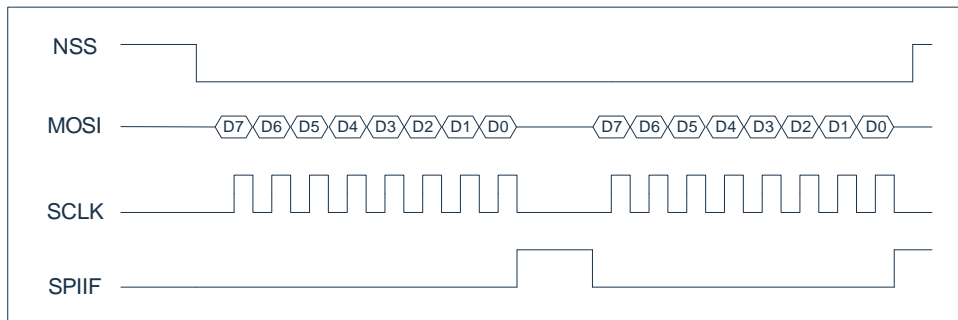 NSS
MOSI D7 D6 D5 D4 D3 D2 D1 D0 D7 D6 D5 D4 D3 D2 D1 D0
SCLK
SPIIF